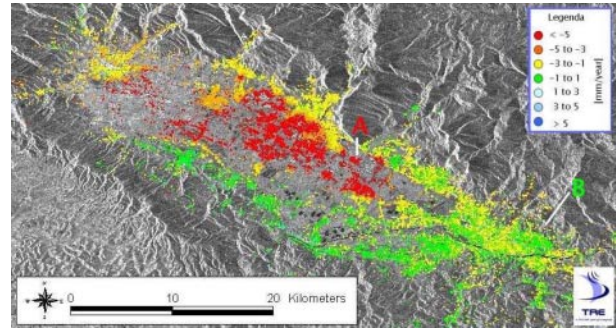 Legenda
< -5
-5 to -3
-3 to -1
-1 to 1
1 to 3
3 to 5
> 5
[mm/year]
A
B
N
0 10 20 Kilometers
TRE